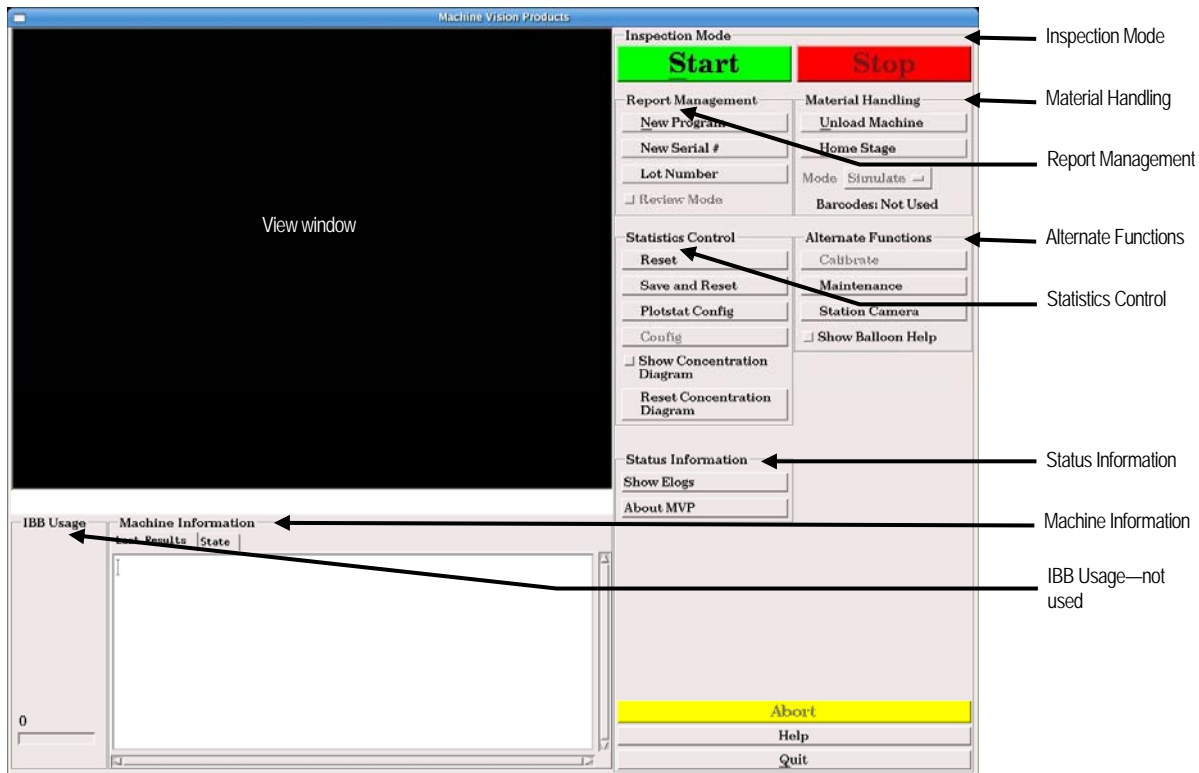 Machine Vision Products
View window
Inspection Mode
Start
Stop
Report Management
New Program
New Serial #
Lot Number
Review Mode
Material Handling
Unload Machine
Home Stage
Mode Simulate
Barcodes: Not Used
Statistics Control
Reset
Save and Reset
Plotstat Config
Config
Show Concentration
Diagram
Reset Concentration
Diagram
Alternate Functions
Calibrate
Maintenance
Station Camera
Show Balloon Help
Status Information
Show Elogs
About MVP
IBB Usage
0
Machine Information
Last Results
State
Abort
Help
Quit
Inspection Mode
Material Handling
Report Management
Alternate Functions
Statistics Control
Status Information
Machine Information
IBB Usage—not
used